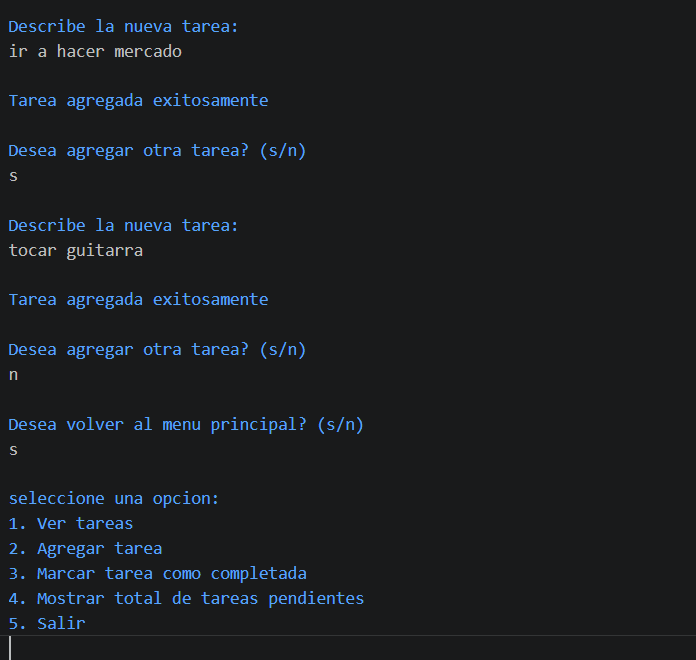 Describe la nueva tarea:
ir a hacer mercado
Tarea agregada exitosamente
Desea agregar otra tarea? (s/n)
s
Describe la nueva tarea:
tocar guitarra
Tarea agregada exitosamente
Desea agregar otra tarea? (s/n)
n
Desea volver al menu principal? (s/n)
s
seleccione una opcion:
1. Ver tareas
2. Agregar tarea
3. Marcar tarea como completada
4. Mostrar total de tareas pendientes
5. Salir